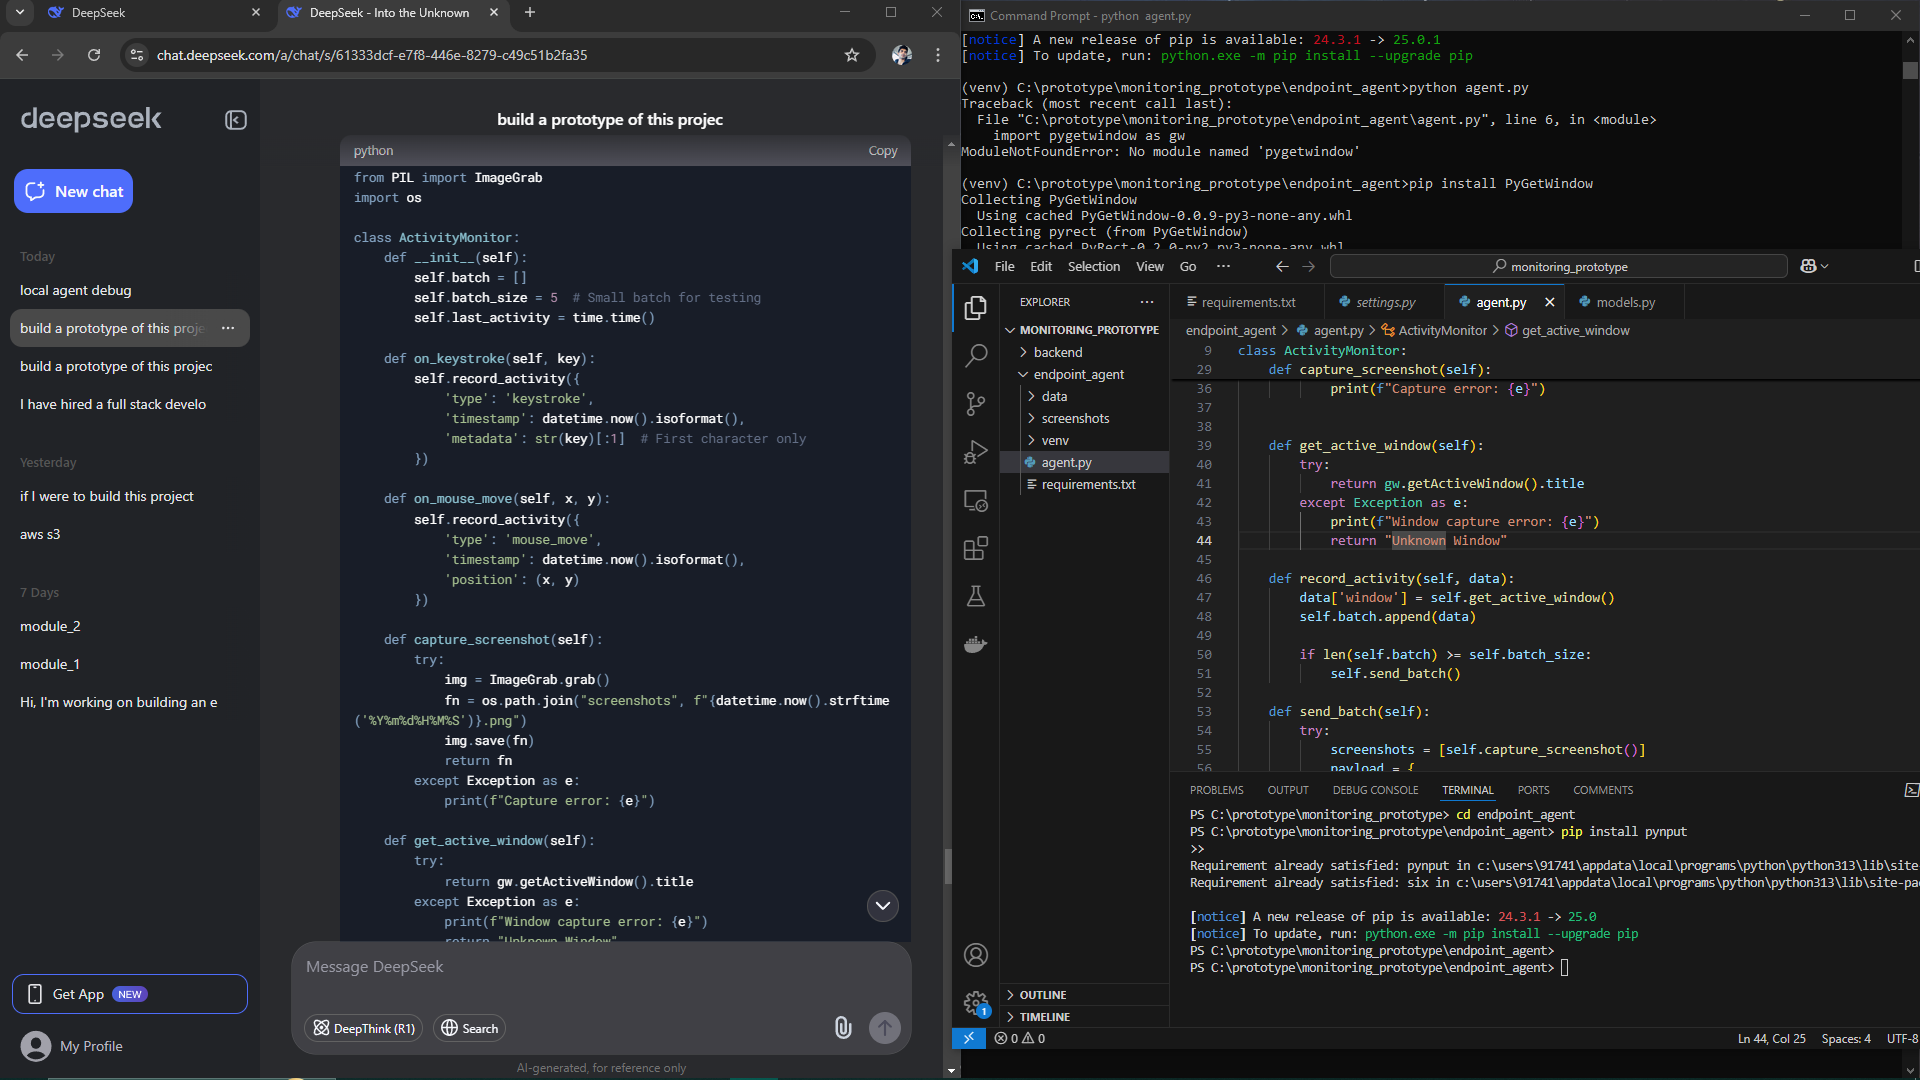 DeepSeek
DeepSeek - Into the Unknown
chat.deepseek.com/a/chat/s/61333dcf-e7f8-446e-8279-c49c51b2fa35
deepseek
New chat
Today
local agent debug
build a prototype of this proje
build a prototype of this projec
I have hired a full stack develo
Yesterday
if I were to build this project
aws s3
7 Days
module_2
module_1
Hi, I'm working on building an e
Get App NEW
My Profile
build a prototype of this projec
python Copy
from PIL import ImageGrab
import os
class ActivityMonitor:
def __init__(self):
self.batch = []
self.batch_size = 5 # Small batch for testing
self.last_activity = time.time()
def on_keystroke(self, key):
self.record_activity({
'type': 'keystroke',
'timestamp': datetime.now().isoformat(),
'metadata': str(key)[:1] # First character only
})
def on_mouse_move(self, x, y):
self.record_activity({
'type': 'mouse_move',
'timestamp': datetime.now().isoformat(),
'position': (x, y)
})
def capture_screenshot(self):
try:
img = ImageGrab.grab()
fn = os.path.join("screenshots", f"{datetime.now().strftime
('%Y%m%d%H%M%S')}.png")
img.save(fn)
return fn
except Exception as e:
print(f"Capture error: {e}")
def get_active_window(self):
try:
return gw.getActiveWindow().title
except Exception as e:
print(f"Window capture error: {e}")
return "Unknown Window"
Message DeepSeek
DeepThink (R1) Search
AI-generated, for reference only
Command Prompt - python agent.py
[notice] A new release of pip is available: 24.3.1 -> 25.0.1
[notice] To update, run: python.exe -m pip install --upgrade pip
(venv) C:\prototype\monitoring_prototype\endpoint_agent>python agent.py
Traceback (most recent call last):
File "C:\prototype\monitoring_prototype\endpoint_agent\agent.py", line 6, in <module>
import pygetwindow as gw
ModuleNotFoundError: No module named 'pygetwindow'
(venv) C:\prototype\monitoring_prototype\endpoint_agent>pip install PyGetWindow
Collecting PyGetWindow
Using cached PyGetWindow-0.0.9-py3-none-any.whl
Collecting pyrect (from PyGetWindow)
Using cached PyRect-0.2.0-py2.py3-none-any.whl
File Edit Selection View Go ··· monitoring_prototype
EXPLORER ···
MONITORING_PROTOTYPE
backend
endpoint_agent
data
screenshots
venv
agent.py
requirements.txt
OUTLINE
TIMELINE
requirements.txt settings.py agent.py models.py
endpoint_agent > agent.py > ActivityMonitor > get_active_window
9 class ActivityMonitor:
29 def capture_screenshot(self):
36 print(f"Capture error: {e}")
37
38
39 def get_active_window(self):
40 try:
41 return gw.getActiveWindow().title
42 except Exception as e:
43 print(f"Window capture error: {e}")
44 return "Unknown Window"
45
46 def record_activity(self, data):
47 data['window'] = self.get_active_window()
48 self.batch.append(data)
49
50 if len(self.batch) >= self.batch_size:
51 self.send_batch()
52
53 def send_batch(self):
54 try:
55 screenshots = [self.capture_screenshot()]
56 payload = {
PROBLEMS OUTPUT DEBUG CONSOLE TERMINAL PORTS COMMENTS
PS C:\prototype\monitoring_prototype> cd endpoint_agent
PS C:\prototype\monitoring_prototype\endpoint_agent> pip install pynput
>>
Requirement already satisfied: pynput in c:\users\91741\appdata\local\programs\python\python313\lib\site-
Requirement already satisfied: six in c:\users\91741\appdata\local\programs\python\python313\lib\site-pa
[notice] A new release of pip is available: 24.3.1 -> 25.0
[notice] To update, run: python.exe -m pip install --upgrade pip
PS C:\prototype\monitoring_prototype\endpoint_agent>
PS C:\prototype\monitoring_prototype\endpoint_agent>
1
0 0 Ln 44, Col 25 Spaces: 4 UTF-8